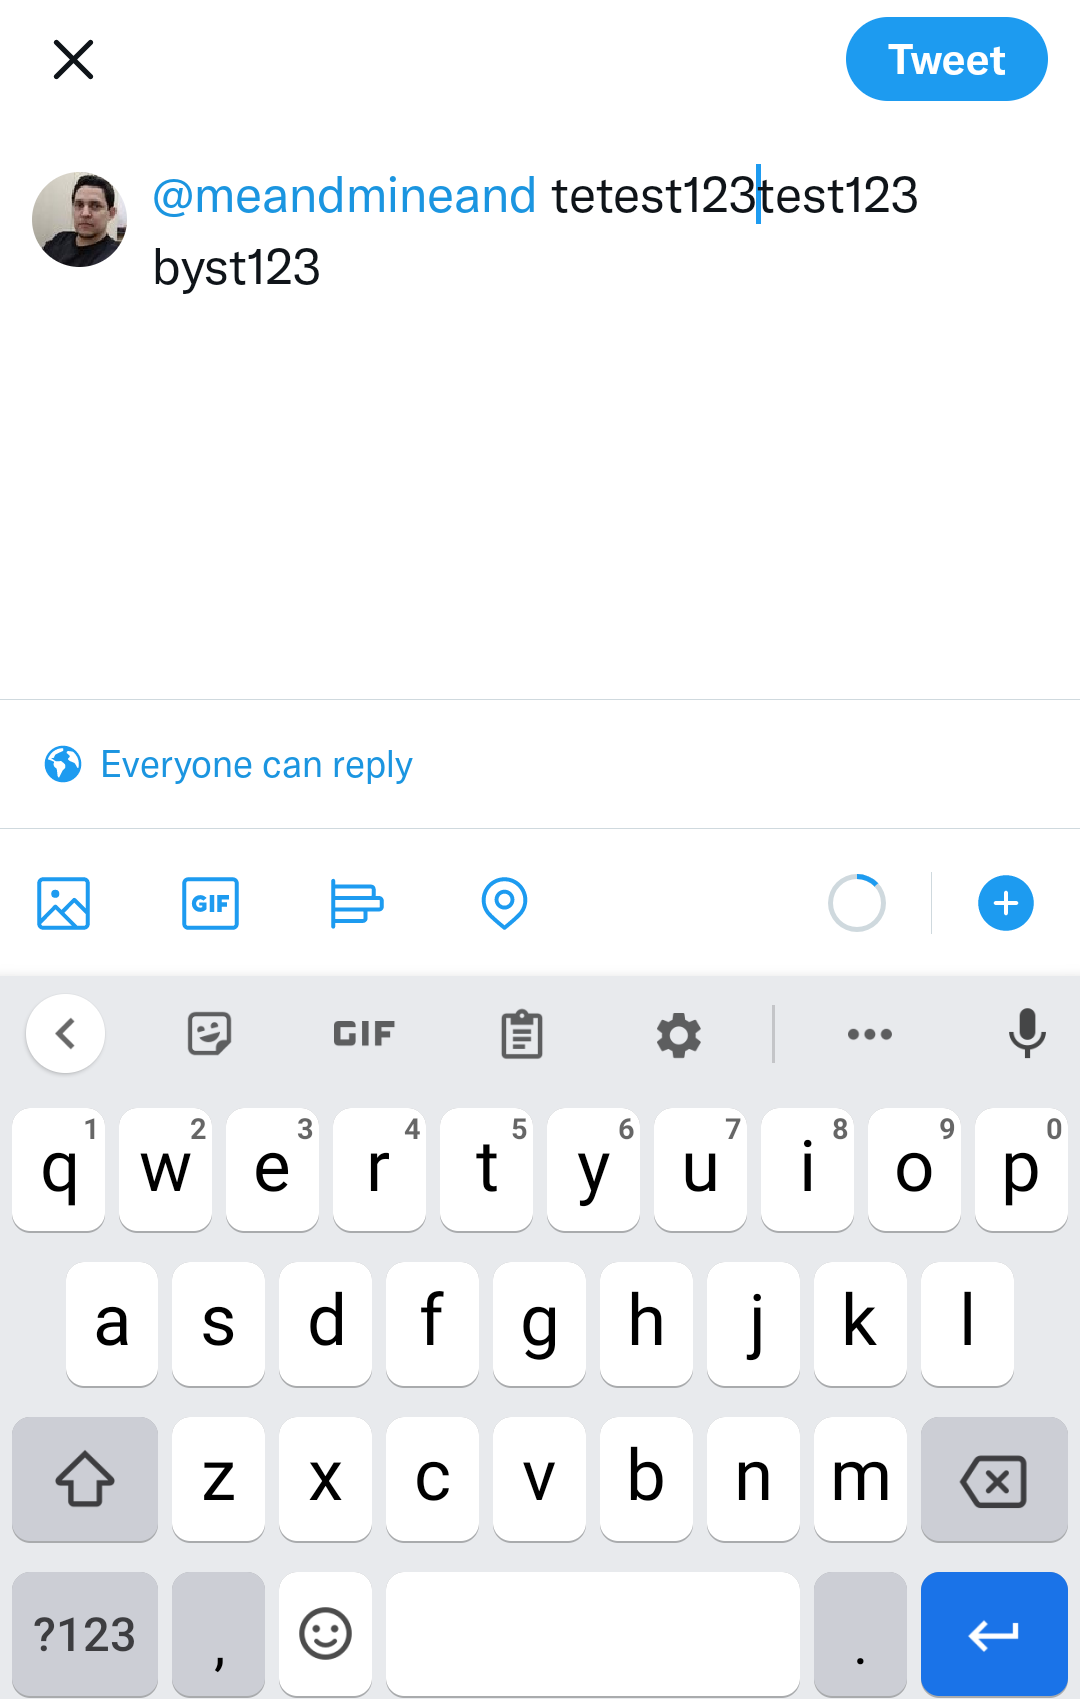 Tweet
@meandmineand tetest123test123
byst123
Everyone can reply
GIF
GIF
1 2 3 4 5 6 7 8 9 0
q w e r t y u i o p
a s d f g h j k l
z x c v b n m
?123 , .